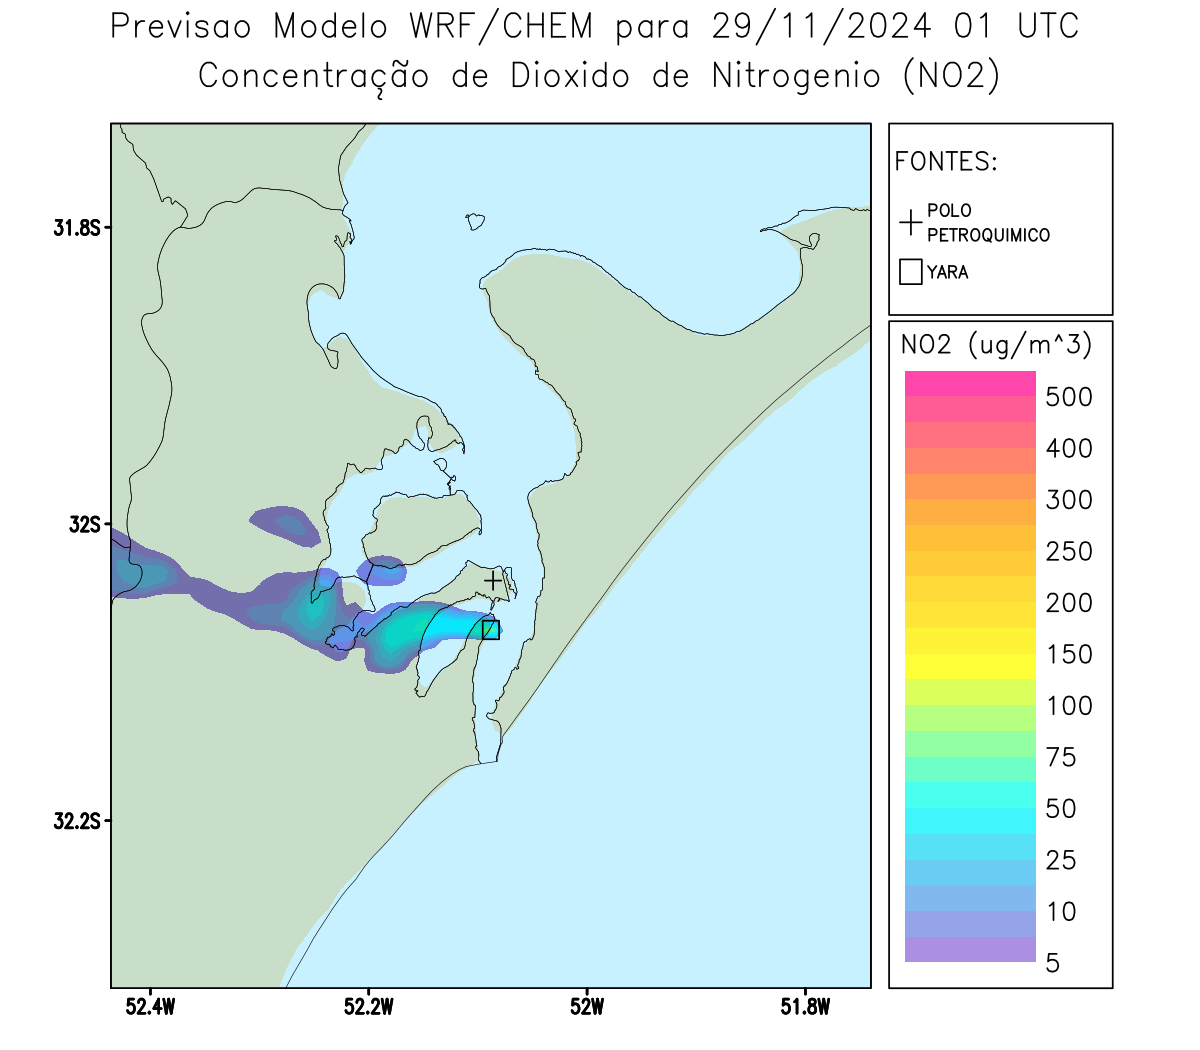 Previsao Modelo WRF/CHEM para 29/11/2024 01 UTC
Concentração de Dioxido de Nitrogenio (NO2)
FONTES:
POLO
PETROQUIMICO
YARA
NO2 (ug/m^3)
500
400
300
250
200
150
100
75
50
25
10
5
31.8S
32S
32.2S
52.4W
52.2W
52W
51.8W